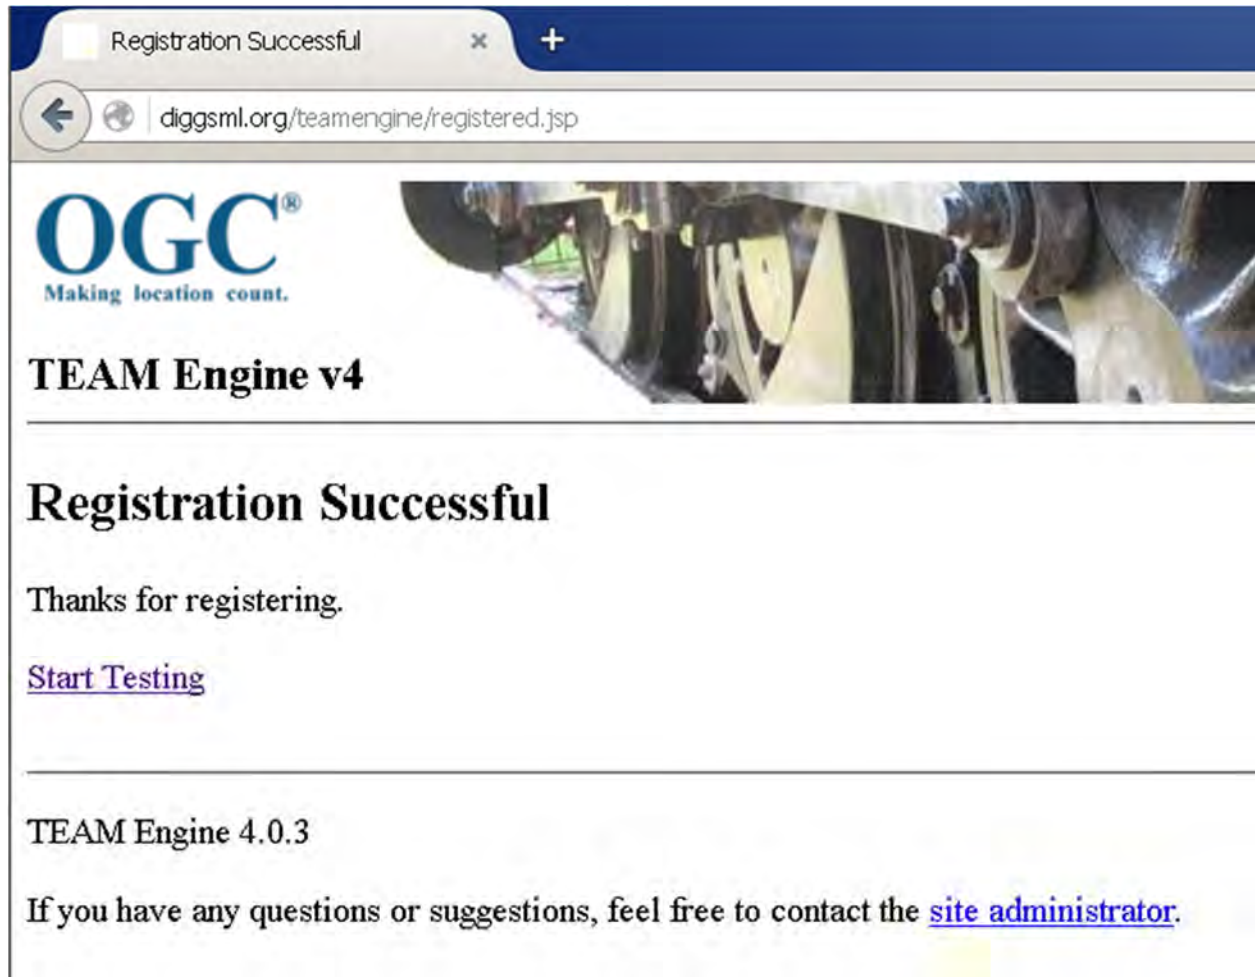 Registration Successful
diggsml.org/teamengine/registered.jsp
OGC®
Making location count.
TEAM Engine v4
Registration Successful
Thanks for registering.
Start Testing
TEAM Engine 4.0.3
If you have any questions or suggestions, feel free to contact the site administrator.